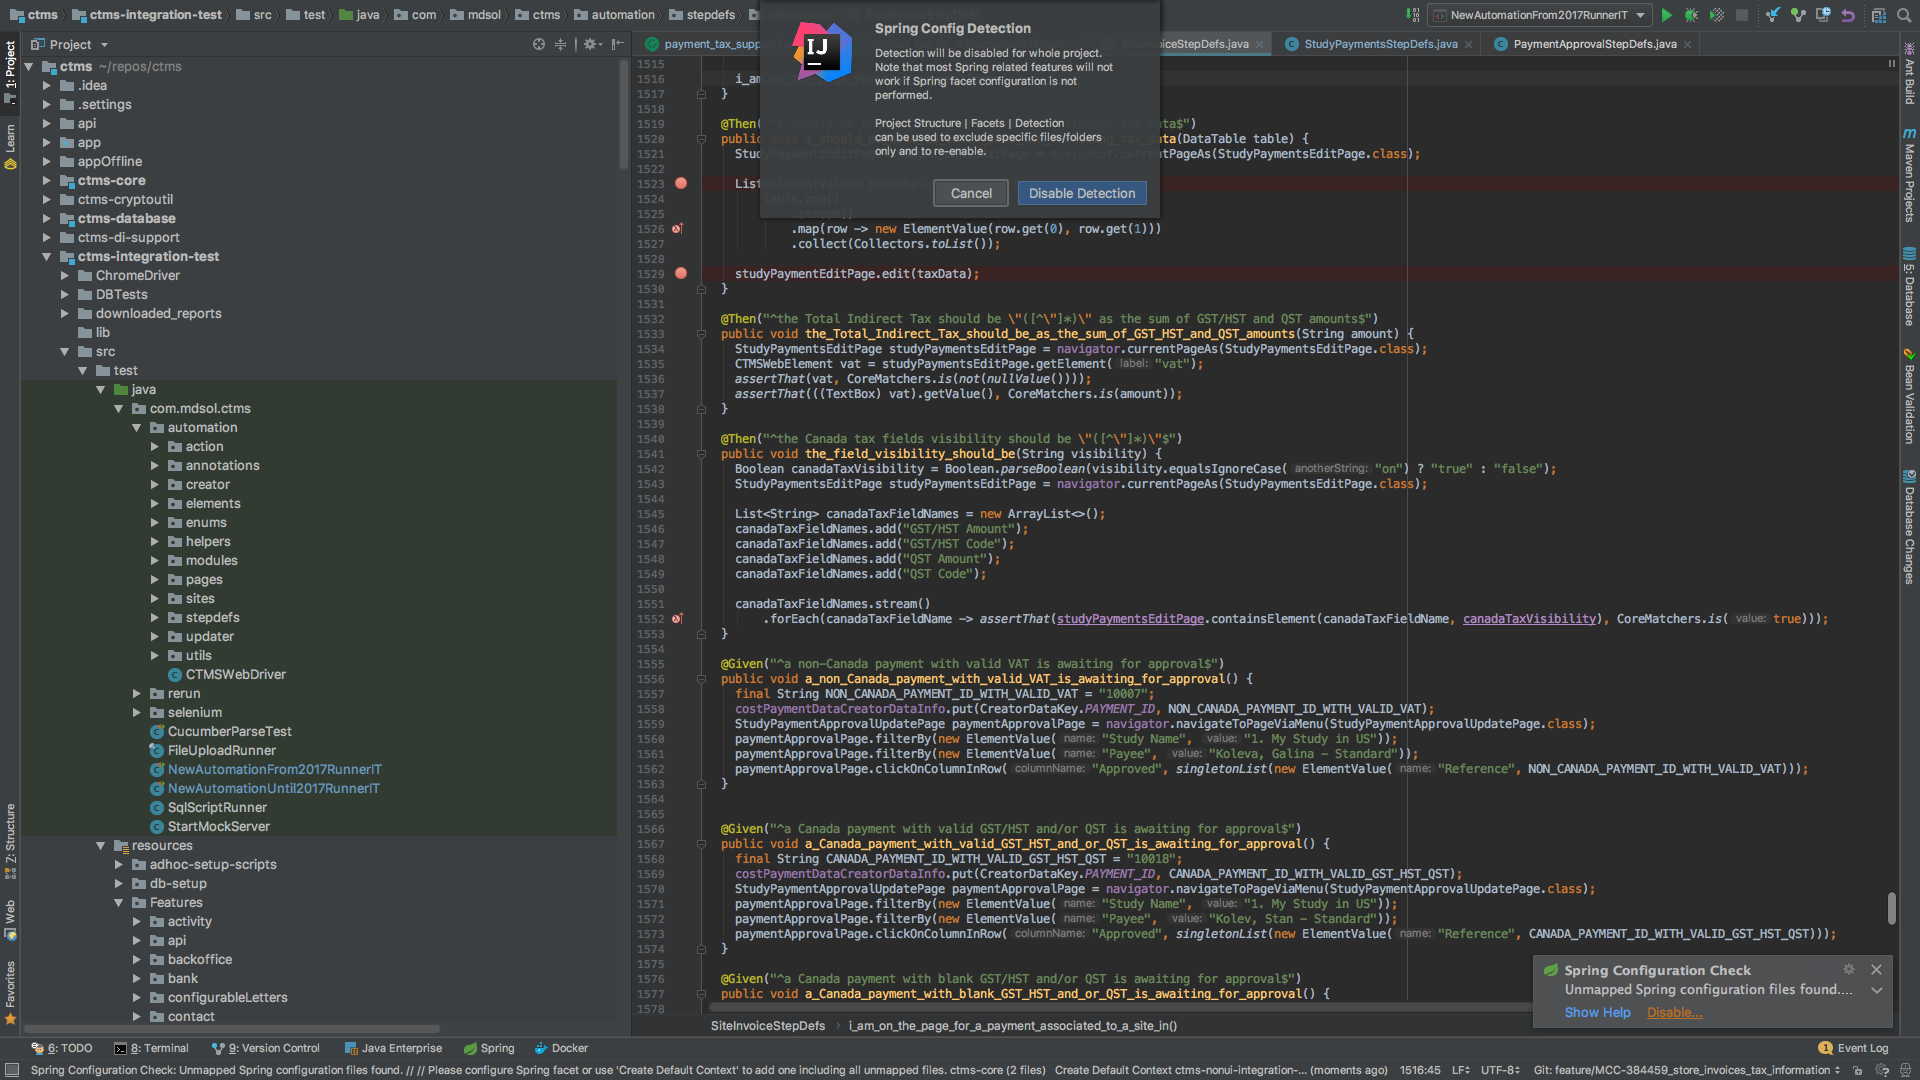 ctms
ctms-integration-test
src
test
java
com
mdsol
ctms
automation
stepdefs
NewAutomationFrom2017RunnerIT
Project
payment_tax_sup
iceStepDefs.java
StudyPaymentsStepDefs.java
PaymentApprovalStepDefs.java
1: Project
Learn
7: Structure
Web
Favorites
ctms ~/repos/ctms
.idea
.settings
api
app
appOffline
ctms-core
ctms-cryptoutil
ctms-database
ctms-di-support
ctms-integration-test
ChromeDriver
DBTests
downloaded_reports
lib
src
test
java
com.mdsol.ctms
automation
action
annotations
creator
elements
enums
helpers
modules
pages
sites
stepdefs
updater
utils
CTMSWebDriver
rerun
selenium
CucumberParseTest
FileUploadRunner
NewAutomationFrom2017RunnerIT
NewAutomationUntil2017RunnerIT
SqlScriptRunner
StartMockServer
resources
adhoc-setup-scripts
db-setup
Features
activity
api
backoffice
bank
configurableLetters
contact
Spring Config Detection
Detection will be disabled for whole project.
Note that most Spring related features will not
work if Spring facet configuration is not
performed.
Project Structure | Facets | Detection
can be used to exclude specific files/folders
only and to re-enable.
Cancel
Disable Detection
1515
1516 i_am
1517 }
1518
1519 @Then(
1520 public (DataTable table) {
1521 (StudyPaymentsEditPage.class);
1522
1523 List
1524
1525
1526 .map(row -> new ElementValue(row.get(0), row.get(1)))
1527 .collect(Collectors.toList());
1528
1529 studyPaymentEditPage.edit(taxData);
1530 }
1531
1532 @Then("^the Total Indirect Tax should be \"([^\"]*)\" as the sum of GST/HST and QST amounts$")
1533 public void the_Total_Indirect_Tax_should_be_as_the_sum_of_GST_HST_and_QST_amounts(String amount) {
1534 StudyPaymentsEditPage studyPaymentsEditPage = navigator.currentPageAs(StudyPaymentsEditPage.class);
1535 CTMSWebElement vat = studyPaymentsEditPage.getElement( label: "vat");
1536 assertThat(vat, CoreMatchers.is(not(nullValue())));
1537 assertThat(((TextBox) vat).getValue(), CoreMatchers.is(amount));
1538 }
1539
1540 @Then("^the Canada tax fields visibility should be \"([^\"]*)\"$")
1541 public void the_field_visibility_should_be(String visibility) {
1542 Boolean canadaTaxVisibility = Boolean.parseBoolean(visibility.equalsIgnoreCase( anotherString: "on") ? "true" : "false");
1543 StudyPaymentsEditPage studyPaymentsEditPage = navigator.currentPageAs(StudyPaymentsEditPage.class);
1544
1545 List<String> canadaTaxFieldNames = new ArrayList<>();
1546 canadaTaxFieldNames.add("GST/HST Amount");
1547 canadaTaxFieldNames.add("GST/HST Code");
1548 canadaTaxFieldNames.add("QST Amount");
1549 canadaTaxFieldNames.add("QST Code");
1550
1551 canadaTaxFieldNames.stream()
1552 .forEach(canadaTaxFieldName -> assertThat(studyPaymentsEditPage.containsElement(canadaTaxFieldName, canadaTaxVisibility), CoreMatchers.is( value: true)));
1553 }
1554
1555 @Given("^a non-Canada payment with valid VAT is awaiting for approval$")
1556 public void a_non_Canada_payment_with_valid_VAT_is_awaiting_for_approval() {
1557 final String NON_CANADA_PAYMENT_ID_WITH_VALID_VAT = "10007";
1558 costPaymentDataCreatorDataInfo.put(CreatorDataKey.PAYMENT_ID, NON_CANADA_PAYMENT_ID_WITH_VALID_VAT);
1559 StudyPaymentApprovalUpdatePage paymentApprovalPage = navigator.navigateToPageViaMenu(StudyPaymentApprovalUpdatePage.class);
1560 paymentApprovalPage.filterBy(new ElementValue( name: "Study Name", value: "1. My Study in US"));
1561 paymentApprovalPage.filterBy(new ElementValue( name: "Payee", value: "Koleva, Galina - Standard"));
1562 paymentApprovalPage.clickOnColumnInRow( columnName: "Approved", singletonList(new ElementValue( name: "Reference", NON_CANADA_PAYMENT_ID_WITH_VALID_VAT)));
1563 }
1564
1565
1566 @Given("^a Canada payment with valid GST/HST and/or QST is awaiting for approval$")
1567 public void a_Canada_payment_with_valid_GST_HST_and_or_QST_is_awaiting_for_approval() {
1568 final String CANADA_PAYMENT_ID_WITH_VALID_GST_HST_QST = "10018";
1569 costPaymentDataCreatorDataInfo.put(CreatorDataKey.PAYMENT_ID, CANADA_PAYMENT_ID_WITH_VALID_GST_HST_QST);
1570 StudyPaymentApprovalUpdatePage paymentApprovalPage = navigator.navigateToPageViaMenu(StudyPaymentApprovalUpdatePage.class);
1571 paymentApprovalPage.filterBy(new ElementValue( name: "Study Name", value: "1. My Study in US"));
1572 paymentApprovalPage.filterBy(new ElementValue( name: "Payee", value: "Kolev, Stan - Standard"));
1573 paymentApprovalPage.clickOnColumnInRow( columnName: "Approved", singletonList(new ElementValue( name: "Reference", CANADA_PAYMENT_ID_WITH_VALID_GST_HST_QST)));
1574 }
1575
1576 @Given("^a Canada payment with blank GST/HST and/or QST is awaiting for approval$")
1577 public void a_Canada_payment_with_blank_GST_HST_and_or_QST_is_awaiting_for_approval() {
1578
SiteInvoiceStepDefs
i_am_on_the_page_for_a_payment_associated_to_a_site_in()
Ant Build
Maven Projects
5: Database
Bean Validation
Database Changes
Spring Configuration Check
Unmapped Spring configuration files found....
Show Help
Disable...
6: TODO
8: Terminal
9: Version Control
Java Enterprise
Spring
Docker
1
Event Log
Spring Configuration Check: Unmapped Spring configuration files found. // // Please configure Spring facet or use 'Create Default Context' to add one including all unmapped files. ctms-core (2 files) Create Default Context ctms-nonui-integration-... (moments ago)
1516:45
LF
UTF-8
Git: feature/MCC-384459_store_invoices_tax_information